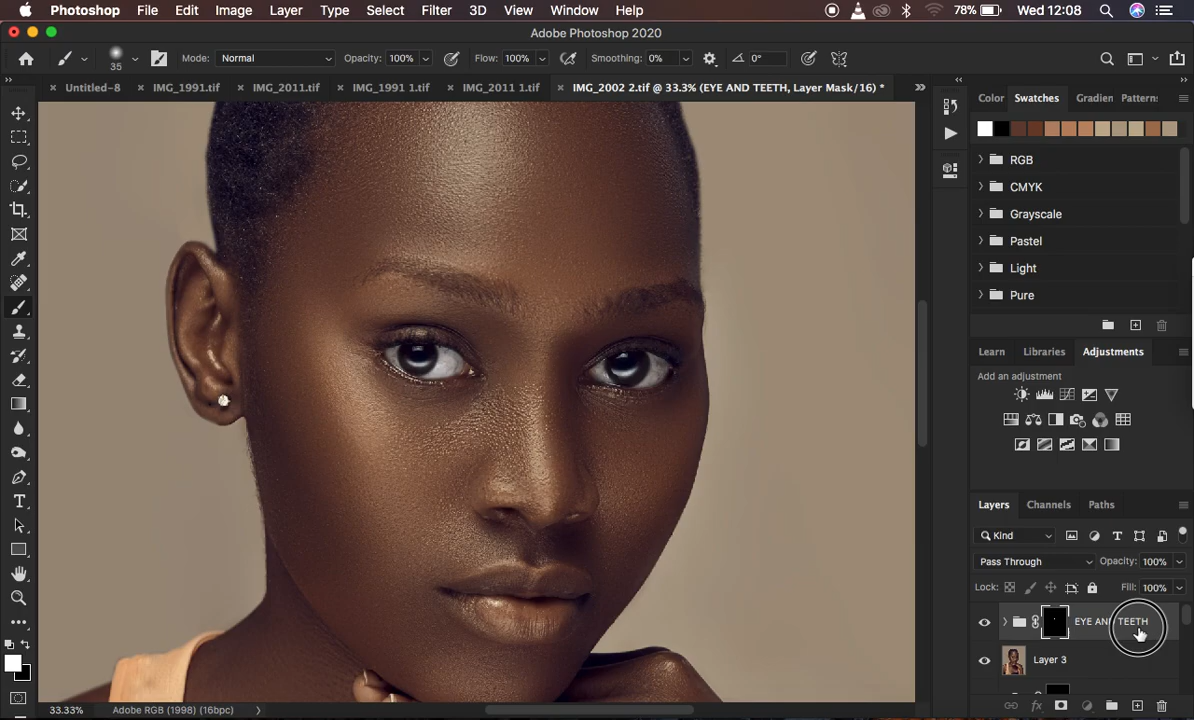 Photoshop File Edit Image Layer Type Select Filter 3D View Window Help 78% Wed 12:08
Adobe Photoshop 2020
35 Mode: Normal Opacity: 100% Flow: 100% Smoothing: 0% 0°
Untitled-8 IMG_1991.tif IMG_2011.tif IMG_1991 1.tif IMG_2011 1.tif IMG_2002 2.tif @ 33.3% (EYE AND TEETH, Layer Mask/16) *
Color Swatches Gradien Pattern:
RGB
CMYK
Grayscale
Pastel
Light
Pure
Learn Libraries Adjustments
Add an adjustment
Layers Channels Paths
Kind
Pass Through Opacity: 100%
Lock: Fill: 100%
EYE AND TEETH
Layer 3
33.33% Adobe RGB (1998) (16bpc)